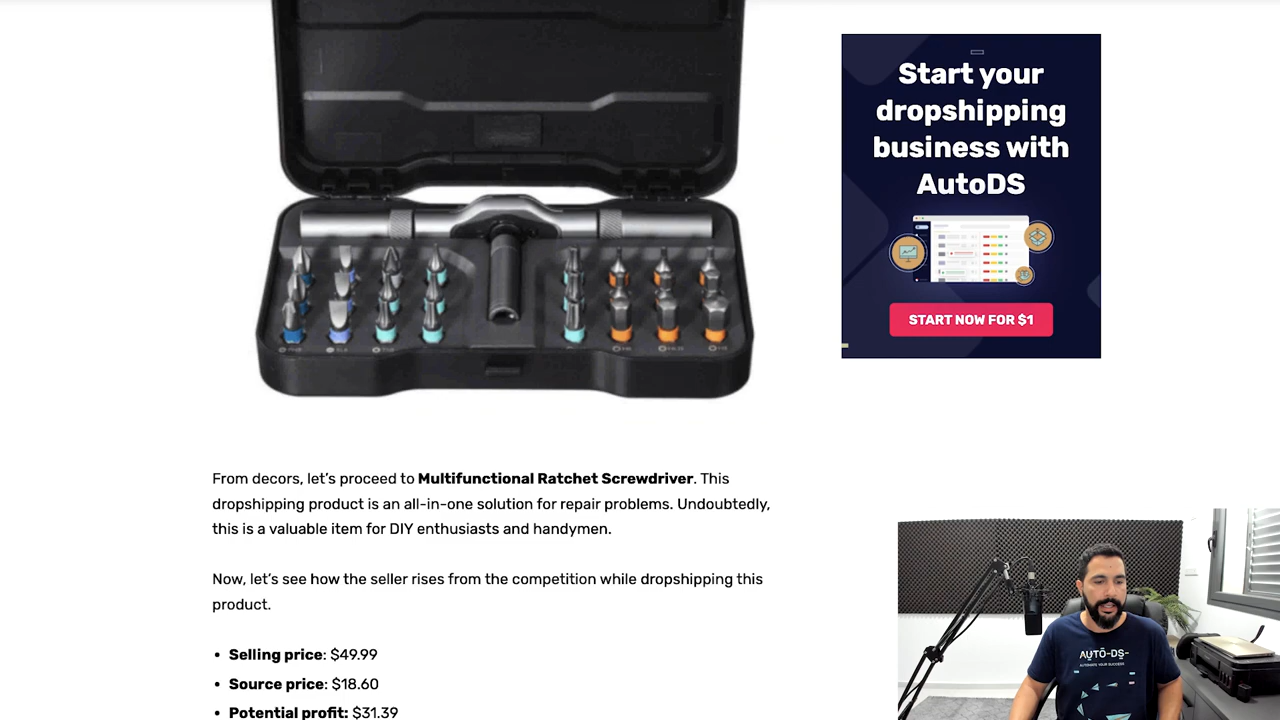 Start your
dropshipping
business with
AutoDS
START NOW FOR $1
From decors, let’s proceed to Multifunctional Ratchet Screwdriver. This
dropshipping product is an all-in-one solution for repair problems. Undoubtedly,
this is a valuable item for DIY enthusiasts and handymen.
Now, let’s see how the seller rises from the competition while dropshipping this
product.
• Selling price: $49.99
• Source price: $18.60
• Potential profit: $31.39
AUTO-DS-
AUTOMATE YOUR SUCCESS